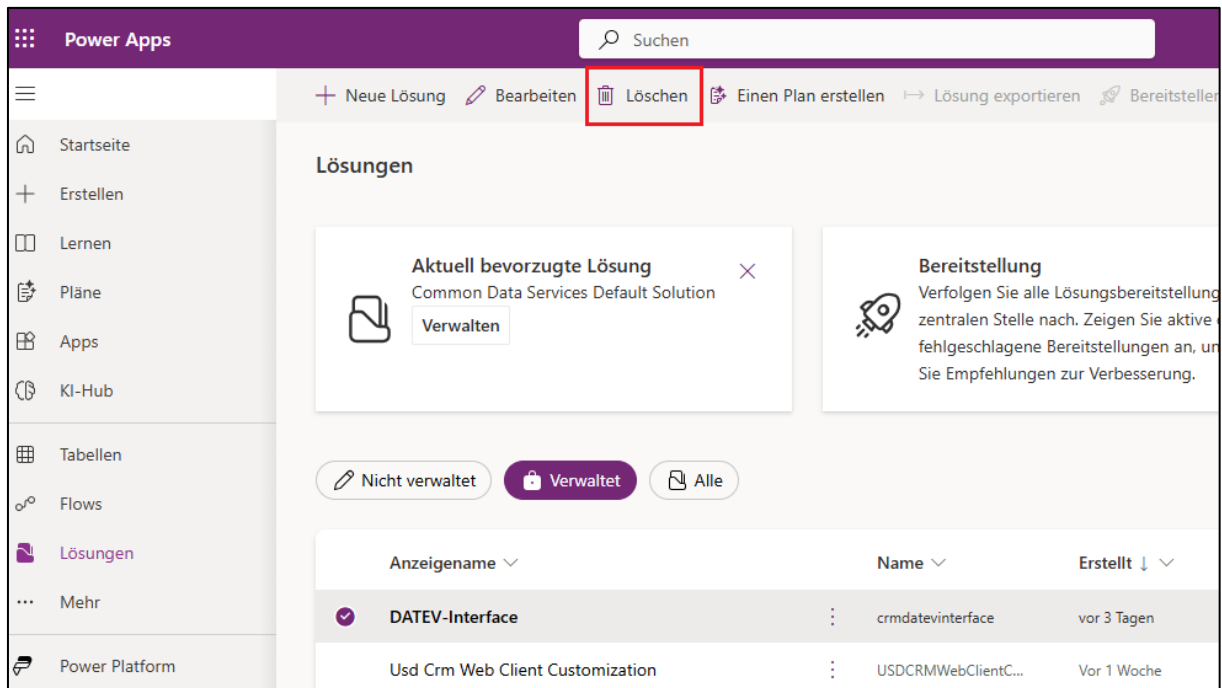 Power Apps
Suchen
Neue Lösung Bearbeiten Löschen Einen Plan erstellen Lösung exportieren Bereitstellen
Startseite
Erstellen
Lernen
Pläne
Apps
KI-Hub
Tabellen
Flows
Lösungen
Mehr
Power Platform
Lösungen
Aktuell bevorzugte Lösung
Common Data Services Default Solution
Verwalten
Bereitstellung
Verfolgen Sie alle Lösungsbereitstellung
zentralen Stelle nach. Zeigen Sie aktive
fehlgeschlagene Bereitstellungen an, un
Sie Empfehlungen zur Verbesserung.
Nicht verwaltet Verwaltet Alle
Anzeigename Name Erstellt ↓
DATEV-Interface crmdatevinterface vor 3 Tagen
Usd Crm Web Client Customization USDCRMWebClientC... Vor 1 Woche